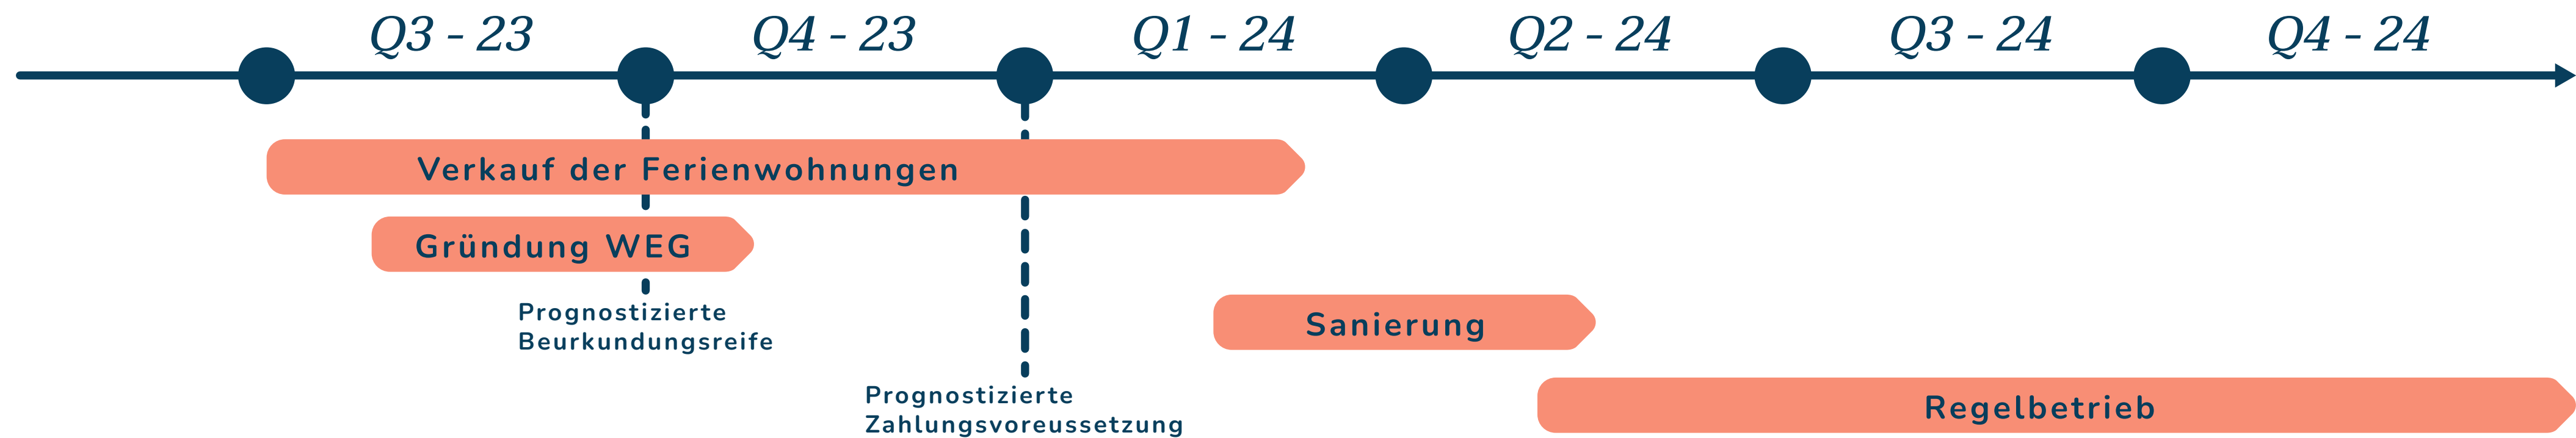 Q3 - 23
Q4 - 23
Q1 - 24
Q2 - 24
Q3 - 24
Q4 - 24
Verkauf der Ferienwohnungen
Gründung WEG
Prognostizierte
Beurkundungsreife
Sanierung
Prognostizierte
Zahlungsvoreussetzung
Regelbetrieb